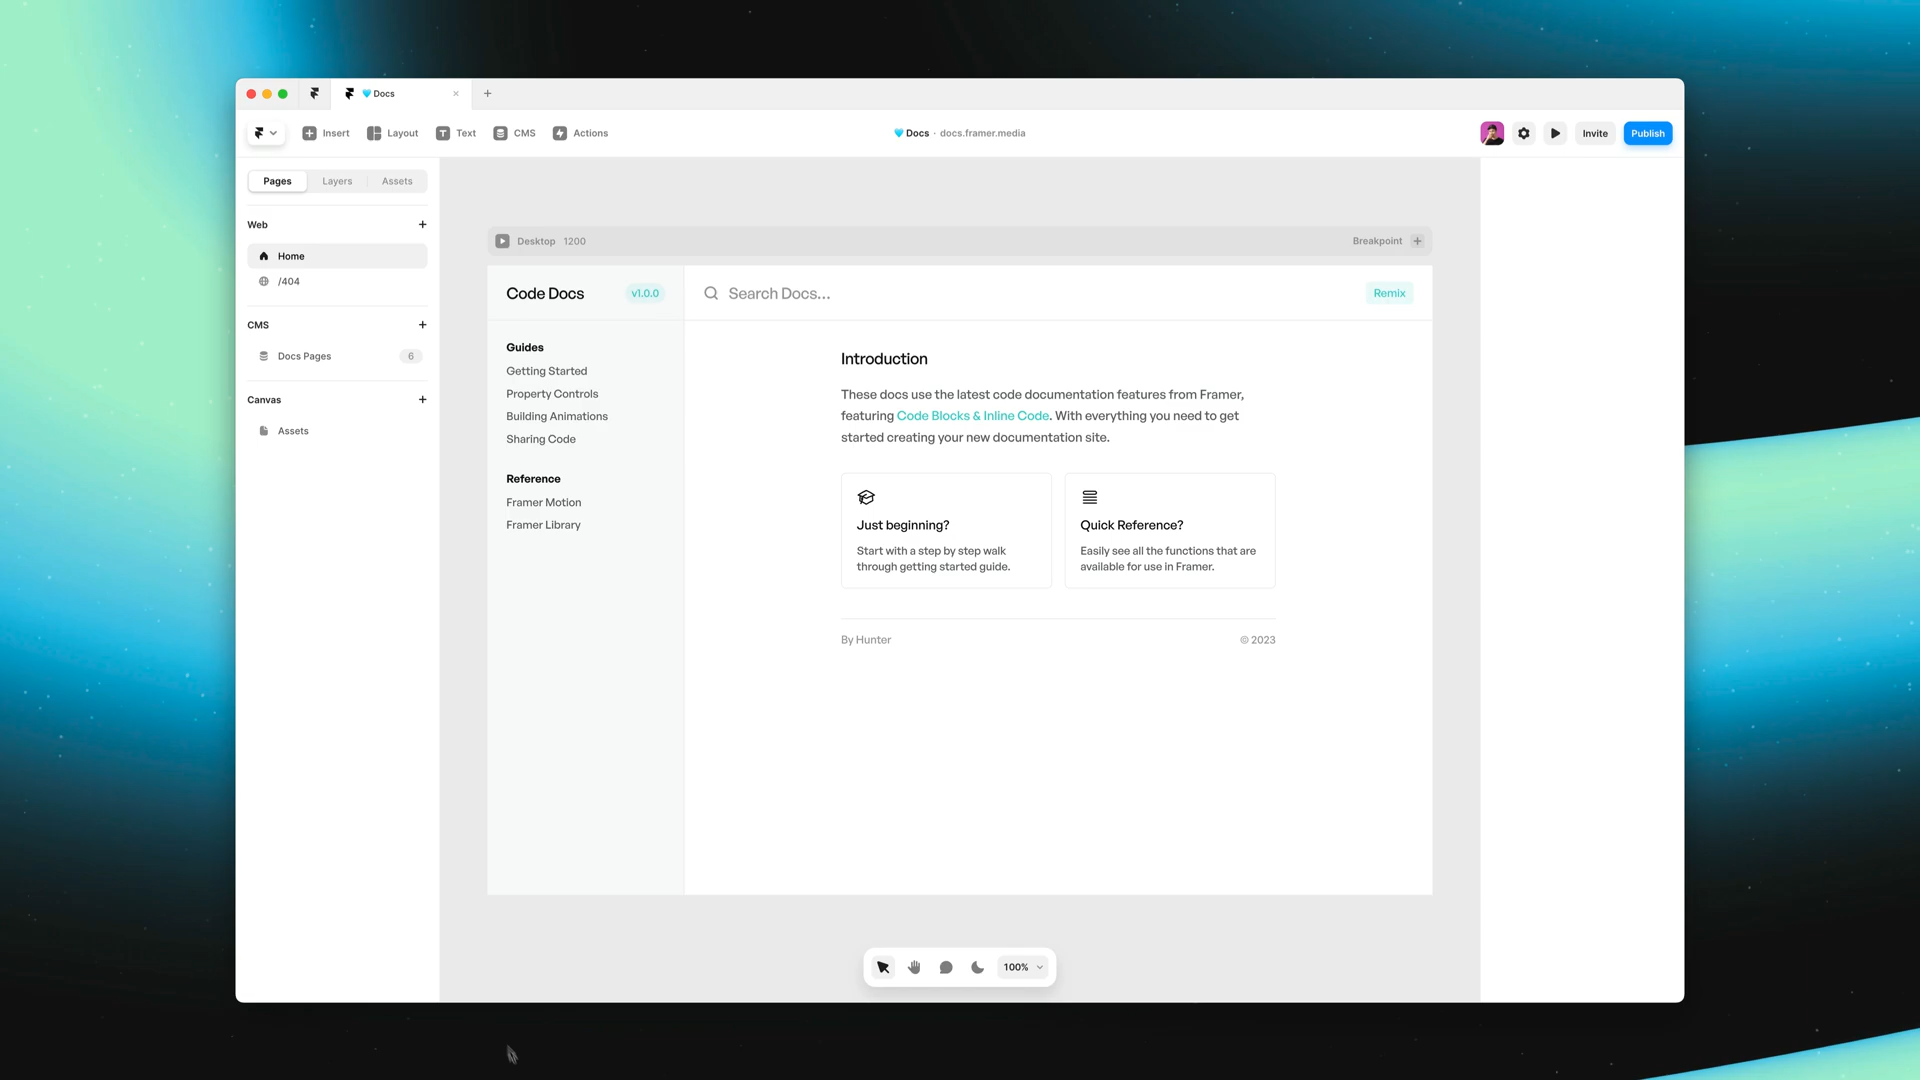 Docs
Insert
Layout
Text
CMS
Actions
Docs · docs.framer.media
Invite
Publish
Pages
Layers
Assets
Web
Home
/404
CMS
Docs Pages
6
Canvas
Assets
Desktop 1200
Breakpoint
Code Docs
v1.0.0
Search Docs...
Remix
Guides
Getting Started
Property Controls
Building Animations
Sharing Code
Reference
Framer Motion
Framer Library
Introduction
These docs use the latest code documentation features from Framer,
featuring Code Blocks & Inline Code. With everything you need to get
started creating your new documentation site.
Just beginning?
Start with a step by step walk
through getting started guide.
Quick Reference?
Easily see all the functions that are
available for use in Framer.
By Hunter
© 2023
100%